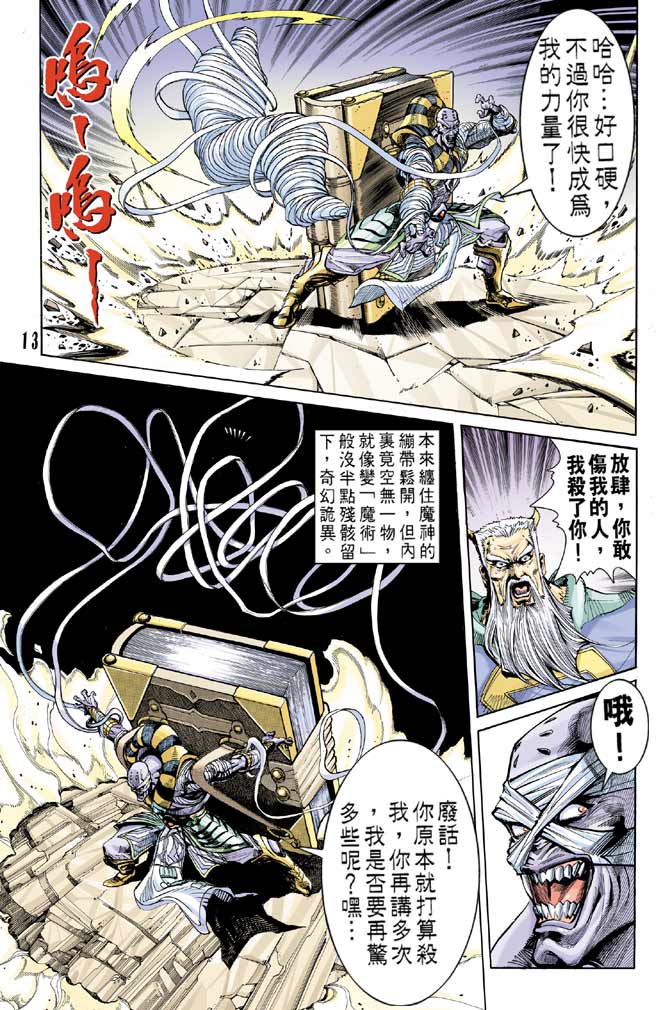 哈哈…好口硬，
不過你很快成為
我的力量了！
嗚ー嗚ー
13
本來纏住魔神的
繃帶鬆開，但內
裏竟空無一物，
就像變「魔術」
般沒半點殘骸留
下，奇幻詭異。
放肆，你敢
傷我的人，
我殺了你！
哦！
廢話！
你原本就打算殺
我，你再講多次
，我是否要再驚
多些呢？嘿…